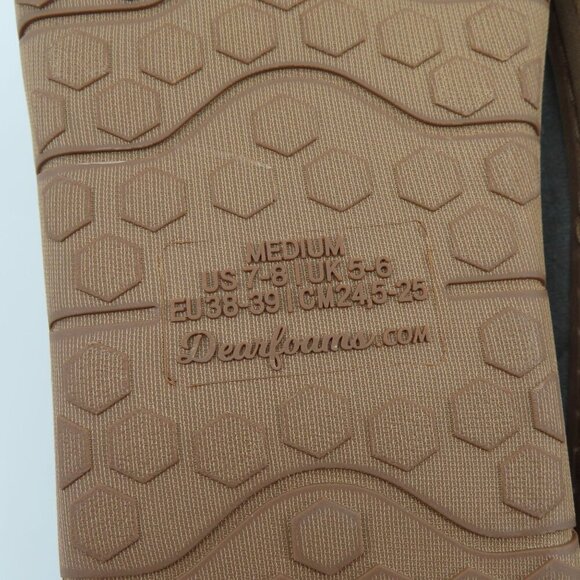 MEDIUM
US 7-8 | UK 5-6
EU 38-39 | CM 24,5-25
Dearfoams.COM